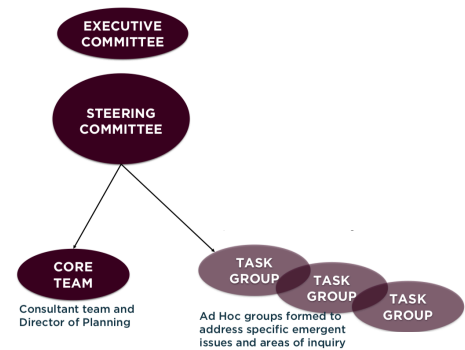 EXECUTIVE
COMMITTEE
STEERING
COMMITTEE
CORE
TEAM
Consultant team and
Director of Planning
TASK
GROUP
TASK
GROUP
TASK
GROUP
Ad Hoc groups formed to
address specific emergent
issues and areas of inquiry